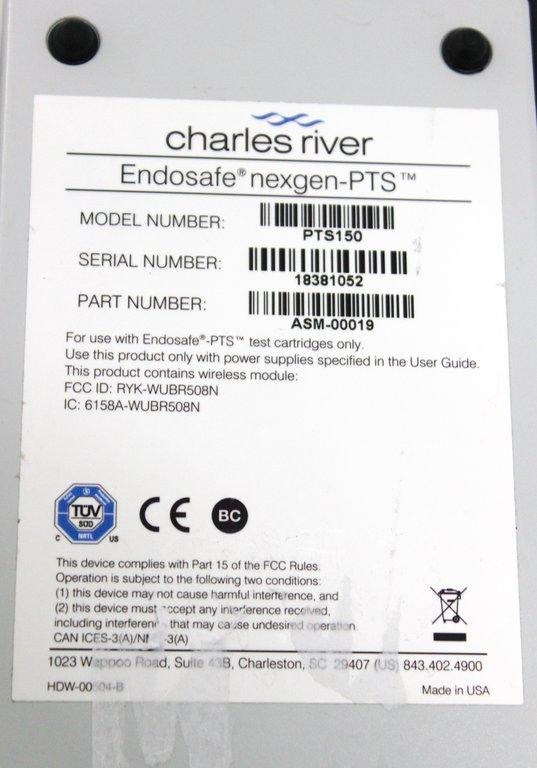 charles river
Endosafe® nexgen-PTS™
MODEL NUMBER:
PTS150
SERIAL NUMBER:
18381052
PART NUMBER:
ASM-00019
For use with Endosafe®-PTS™ test cartridges only.
Use this product only with power supplies specified in the User Guide.
This product contains wireless module:
FCC ID: RYK-WUBR508N
IC: 6158A-WUBR508N
TÜV
SÜD
NRTL
C US
CE
BC
This device complies with Part 15 of the FCC Rules.
Operation is subject to the following two conditions:
(1) this device may not cause harmful interference, and
(2) this device must accept any interference received,
including interference that may cause undesired operation.
CAN ICES-3(A)/NMB-3(A)
1023 Wappoo Road, Suite 43B, Charleston, SC 29407 (US) 843.402.4900
HDW-00504-B
Made in USA